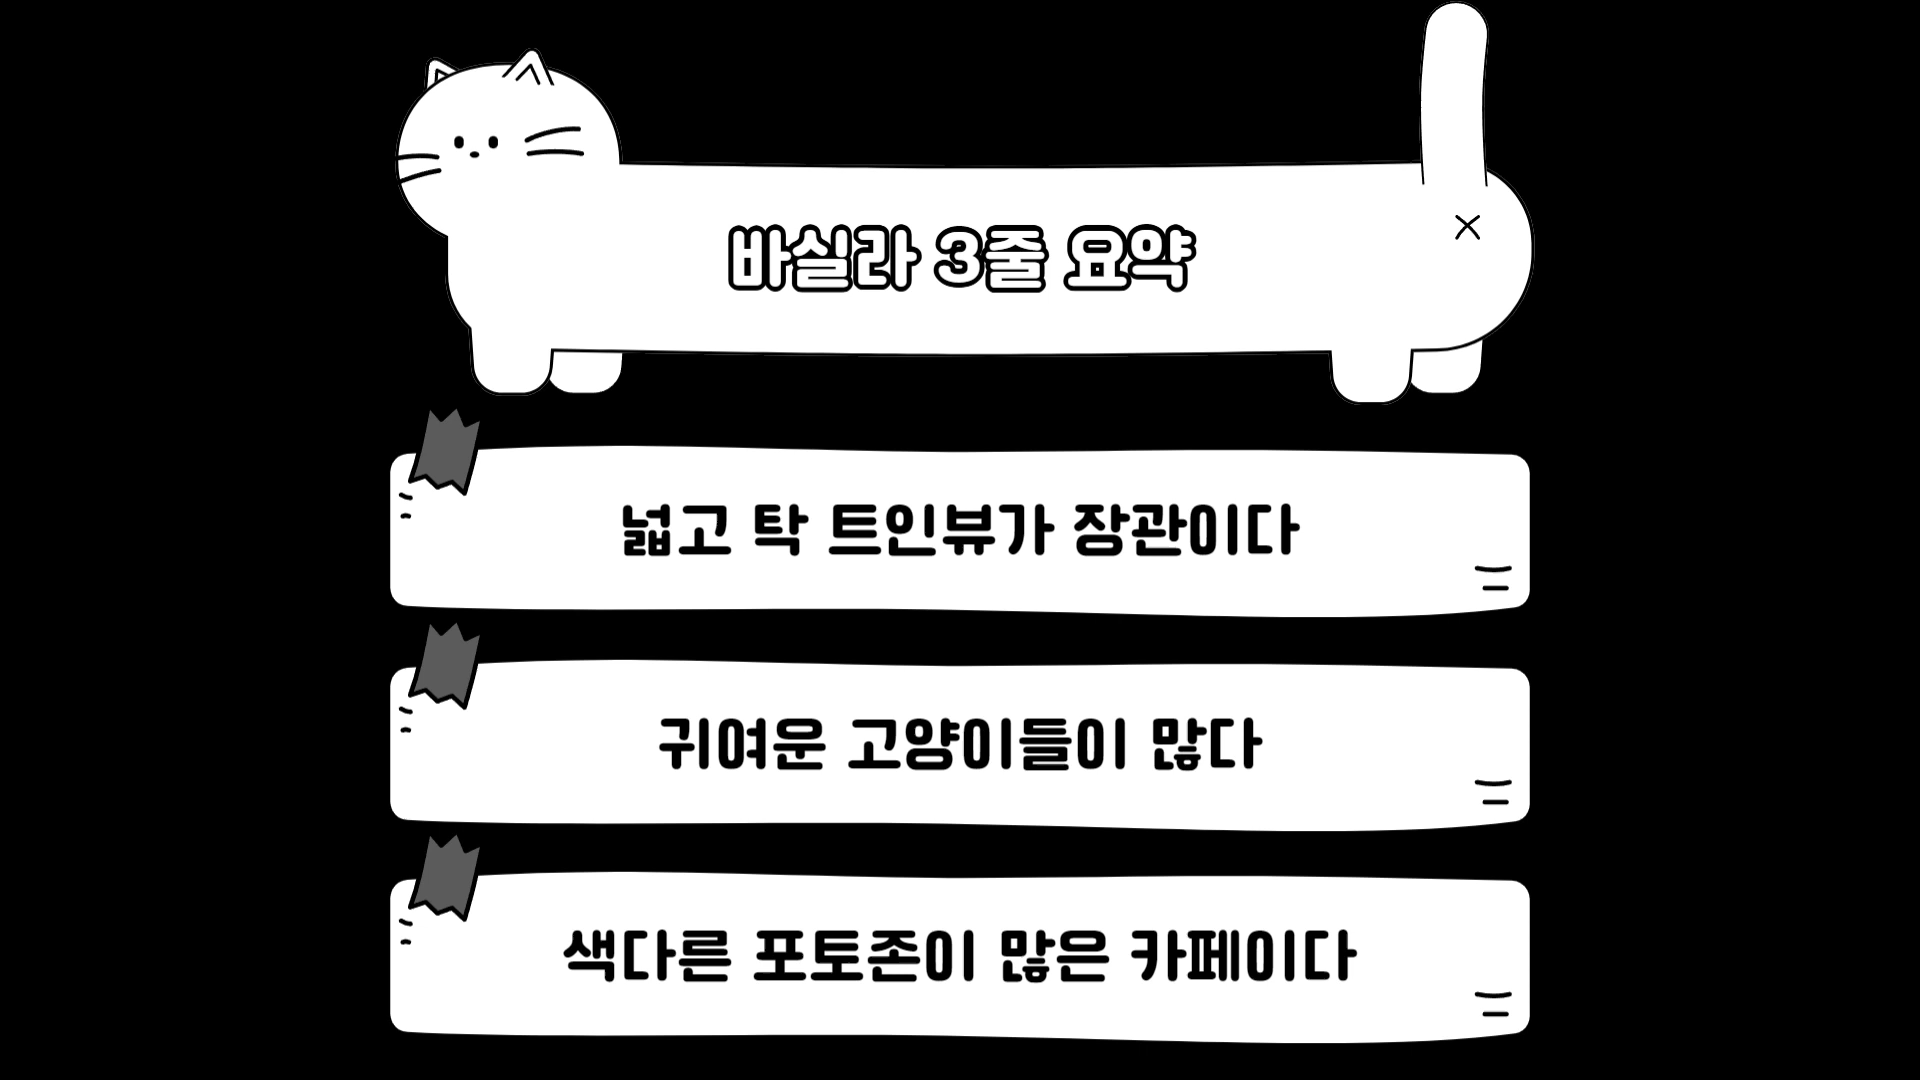 바실라 3줄 요약
넓고 탁 트인뷰가 장관이다
귀여운 고양이들이 많다
색다른 포토존이 많은 카페이다